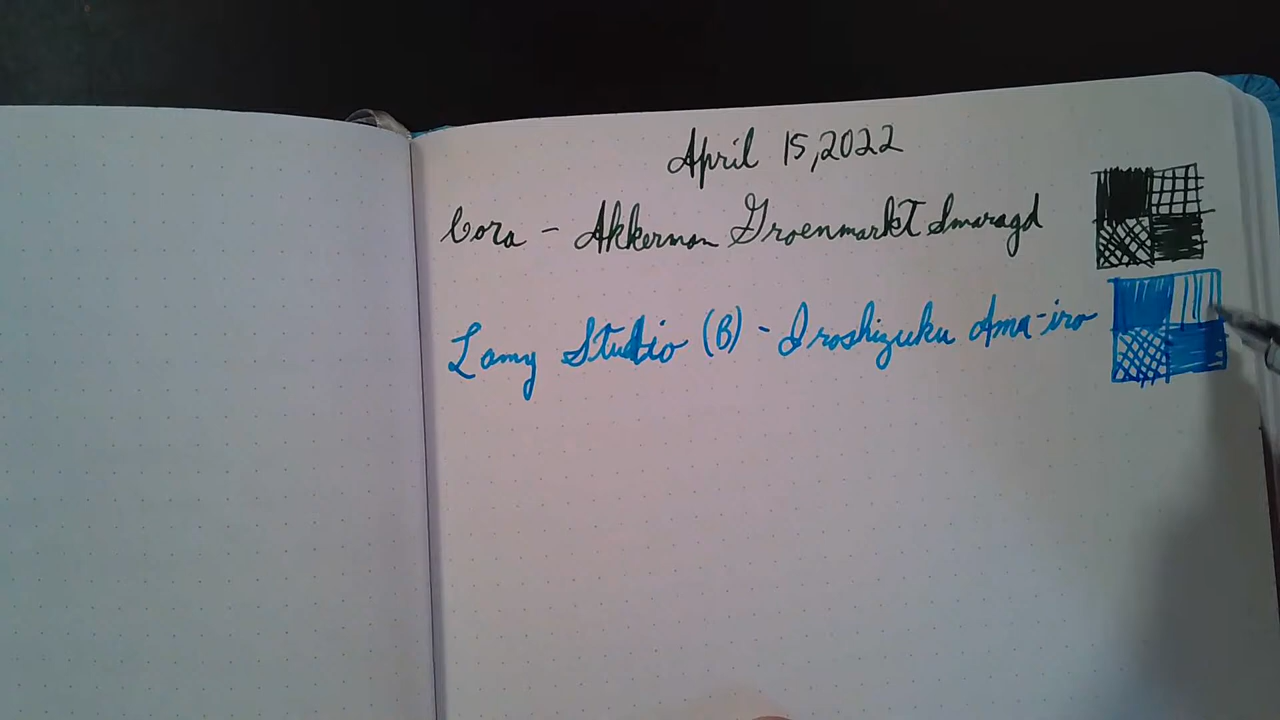 April 15, 2022
Cora - Akkerman Groenmarkt Smaragd
Lamy Studio (B) - Iroshizuku Ama-iro